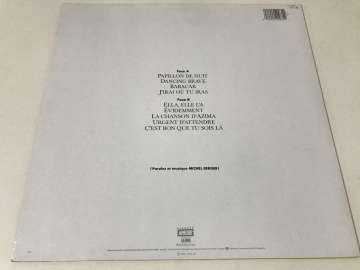 Face A
PAPILLON DE NUIT
DANCING BRAVE
BABACAR
J'IRAI OÙ TU IRAS
Face B
ELLA, ELLE L'A
ÉVIDEMMENT
LA CHANSON D'AZIMA
URGENT D'ATTENDRE
C'EST BON QUE TU SOIS LÀ
(Paroles et musique MICHEL BERGER)